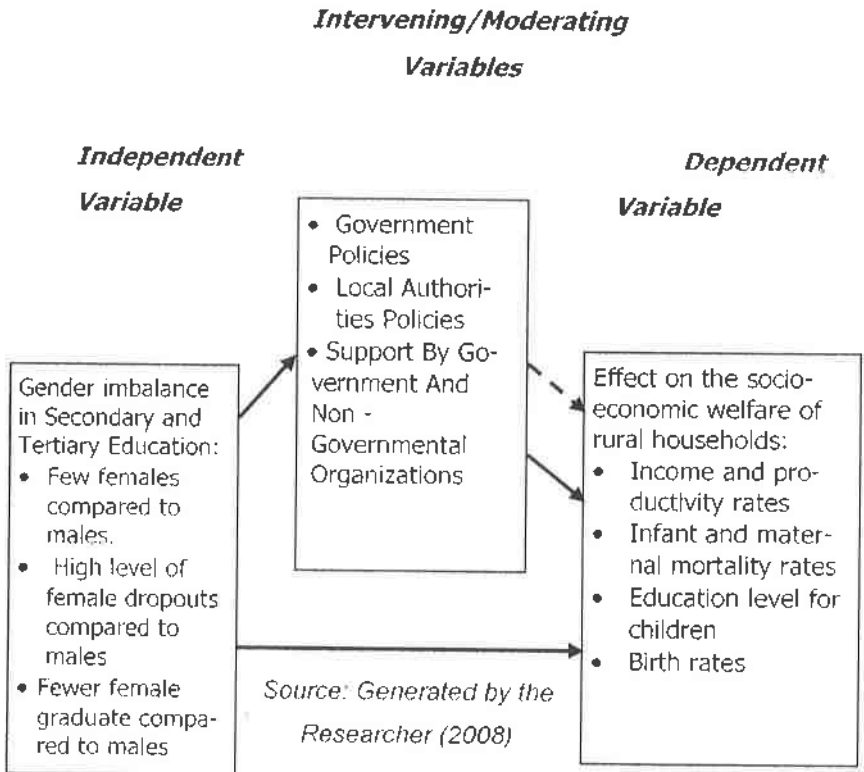 Intervening/Moderating
Variables
Independent
Variable
Dependent
Variable
• Government
Policies
• Local Authori-
ties Policies
• Support By Go-
vernment And
Non -
Governmental
Organizations
Gender imbalance
in Secondary and
Tertiary Education:
• Few females
compared to
males.
• High level of
female dropouts
compared to
males
• Fewer female
graduate compa-
red to males
Effect on the socio-
economic welfare of
rural households:
• Income and pro-
ductivity rates
• Infant and mater-
nal mortality rates
• Education level for
children
• Birth rates
Source: Generated by the
Researcher (2008)